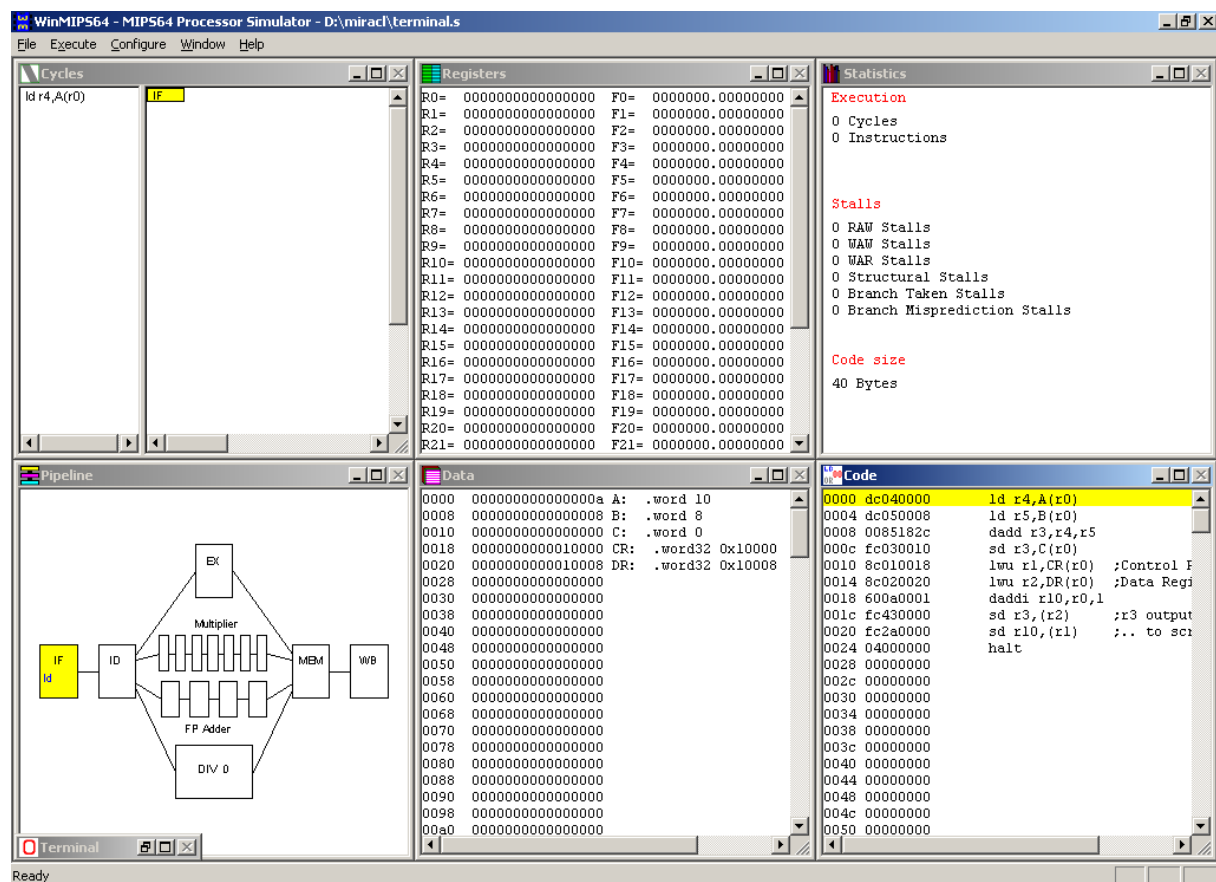 WinMIPS64 - MIPS64 Processor Simulator - D:\miracl\terminal.s
File Execute Configure Window Help
Cycles
ld r4,A(r0)
IF
Registers
R0= 0000000000000000 F0= 0000000.00000000
R1= 0000000000000000 F1= 0000000.00000000
R2= 0000000000000000 F2= 0000000.00000000
R3= 0000000000000000 F3= 0000000.00000000
R4= 0000000000000000 F4= 0000000.00000000
R5= 0000000000000000 F5= 0000000.00000000
R6= 0000000000000000 F6= 0000000.00000000
R7= 0000000000000000 F7= 0000000.00000000
R8= 0000000000000000 F8= 0000000.00000000
R9= 0000000000000000 F9= 0000000.00000000
R10= 0000000000000000 F10= 0000000.00000000
R11= 0000000000000000 F11= 0000000.00000000
R12= 0000000000000000 F12= 0000000.00000000
R13= 0000000000000000 F13= 0000000.00000000
R14= 0000000000000000 F14= 0000000.00000000
R15= 0000000000000000 F15= 0000000.00000000
R16= 0000000000000000 F16= 0000000.00000000
R17= 0000000000000000 F17= 0000000.00000000
R18= 0000000000000000 F18= 0000000.00000000
R19= 0000000000000000 F19= 0000000.00000000
R20= 0000000000000000 F20= 0000000.00000000
R21= 0000000000000000 F21= 0000000.00000000
Statistics
Execution
0 Cycles
0 Instructions
Stalls
0 RAW Stalls
0 WAW Stalls
0 WAR Stalls
0 Structural Stalls
0 Branch Taken Stalls
0 Branch Misprediction Stalls
Code size
40 Bytes
Pipeline
EX
Multiplier
IF
ld
ID
MEM
WB
FP Adder
DIV 0
Terminal
Data
0000 000000000000000a A: .word 10
0008 0000000000000008 B: .word 8
0010 0000000000000000 C: .word 0
0018 0000000000010000 CR: .word32 0x10000
0020 0000000000010008 DR: .word32 0x10008
0028 0000000000000000
0030 0000000000000000
0038 0000000000000000
0040 0000000000000000
0048 0000000000000000
0050 0000000000000000
0058 0000000000000000
0060 0000000000000000
0068 0000000000000000
0070 0000000000000000
0078 0000000000000000
0080 0000000000000000
0088 0000000000000000
0090 0000000000000000
0098 0000000000000000
00a0 0000000000000000
Code
0000 dc040000 ld r4,A(r0)
0004 dc050008 ld r5,B(r0)
0008 0085182c dadd r3,r4,r5
000c fc030010 sd r3,C(r0)
0010 8c010018 lwu r1,CR(r0) ;Control
0014 8c020020 lwu r2,DR(r0) ;Data Regi
0018 600a0001 daddi r10,r0,1
001c fc430000 sd r3,(r2) ;r3 output
0020 fc2a0000 sd r10,(r1) ;.. to scr
0024 04000000 halt
0028 00000000
002c 00000000
0030 00000000
0034 00000000
0038 00000000
003c 00000000
0040 00000000
0044 00000000
0048 00000000
004c 00000000
0050 00000000
Ready